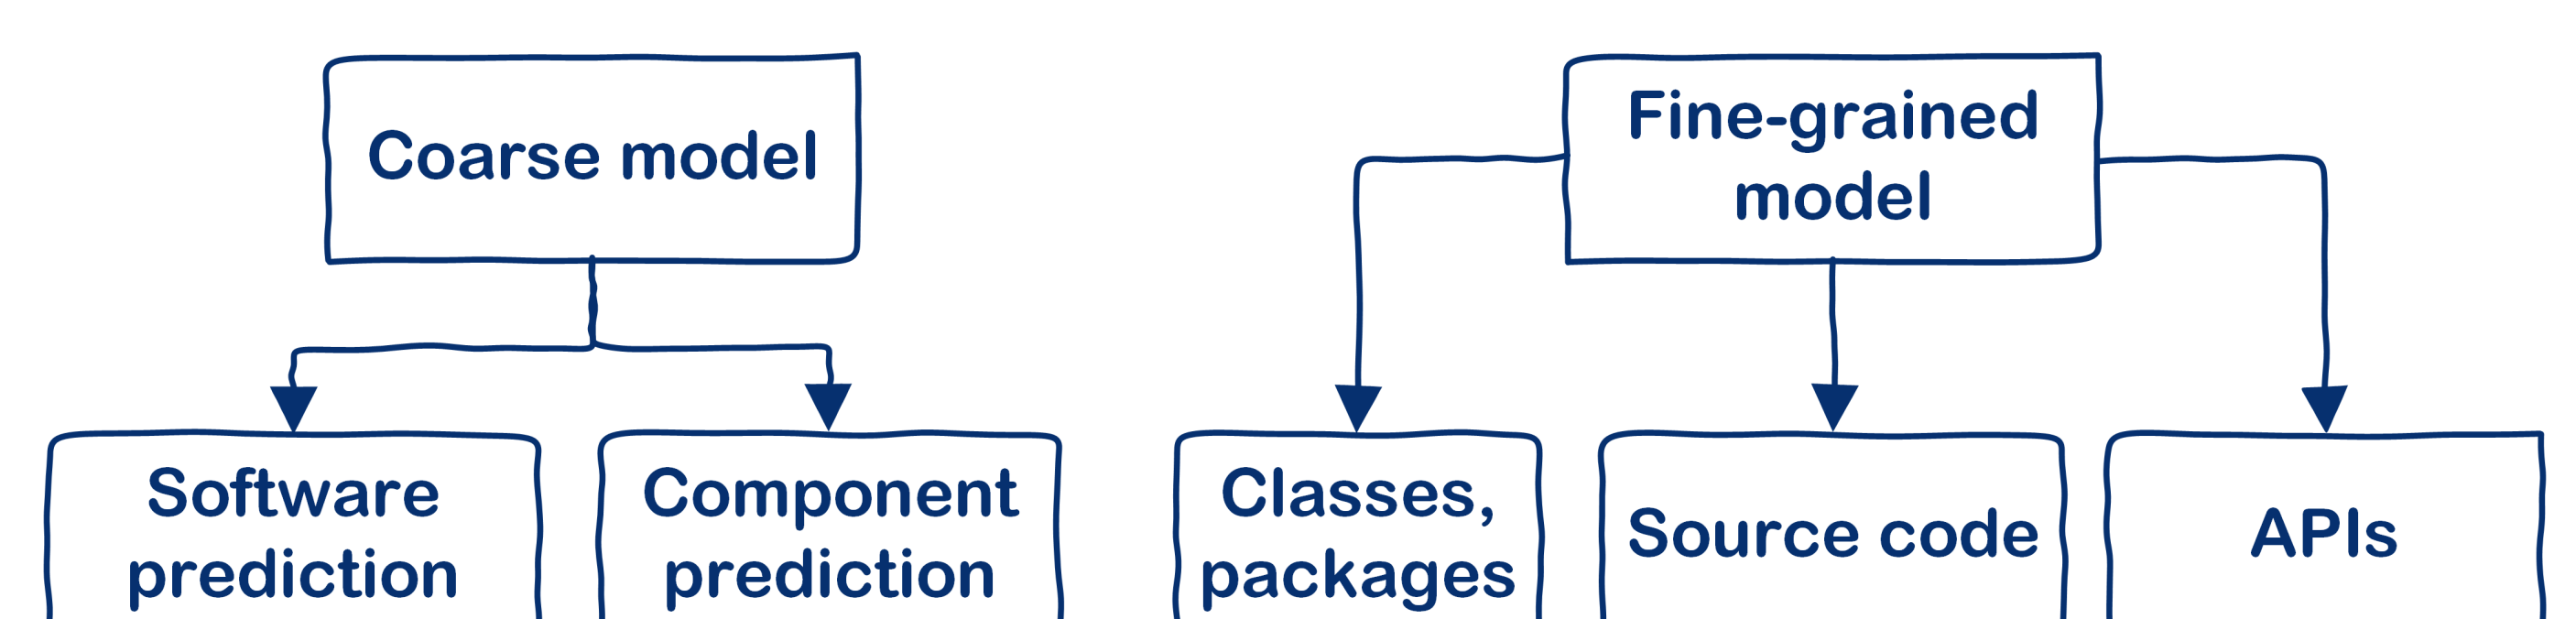 Coarse model
Fine-grained
model
Software
prediction
Component
prediction
Classes,
packages
Source code
APIs